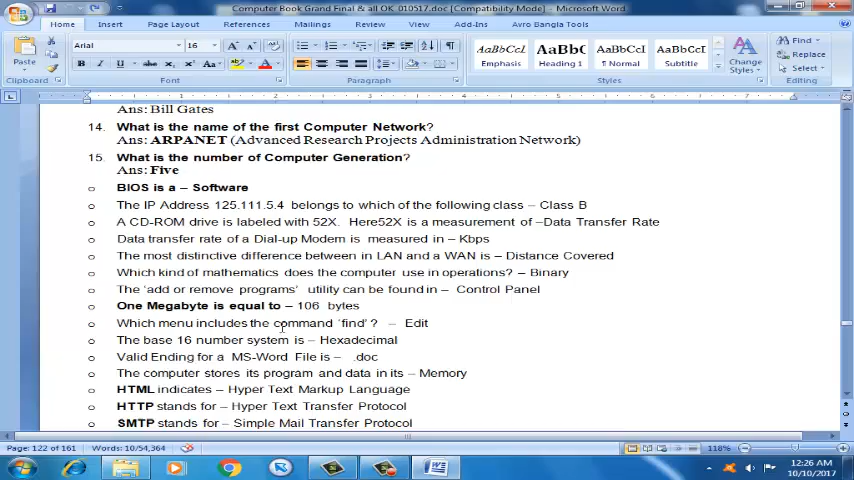 Computer Book Grand Final & all OK_010517.doc [Compatibility Mode] - Microsoft Word
Home Insert Page Layout References Mailings Review View Add-Ins Avro Bangla Tools
Paste
Arial 16
AaBbCcI AaBbC AaBbCcDc AaBbCcD
Emphasis Heading 1 ¶ Normal Subtitle
Change Styles
Find
Replace
Select
Clipboard Font Paragraph Styles Editing
Ans: Bill Gates
14. What is the name of the first Computer Network?
Ans: ARPANET (Advanced Research Projects Administration Network)
15. What is the number of Computer Generation?
Ans: Five
o BIOS is a – Software
o The IP Address 125.111.5.4 belongs to which of the following class – Class B
o A CD-ROM drive is labeled with 52X. Here52X is a measurement of –Data Transfer Rate
o Data transfer rate of a Dial-up Modem is measured in – Kbps
o The most distinctive difference between in LAN and a WAN is – Distance Covered
o Which kind of mathematics does the computer use in operations? – Binary
o The ‘add or remove programs’ utility can be found in – Control Panel
o One Megabyte is equal to – 106 bytes
o Which menu includes the command ‘find’ ? – Edit
o The base 16 number system is – Hexadecimal
o Valid Ending for a MS-Word File is – .doc
o The computer stores its program and data in its – Memory
o HTML indicates – Hyper Text Markup Language
o HTTP stands for – Hyper Text Transfer Protocol
o SMTP stands for – Simple Mail Transfer Protocol
Page: 122 of 161 Words: 10/54,364 118%
12:26 AM
10/10/2017